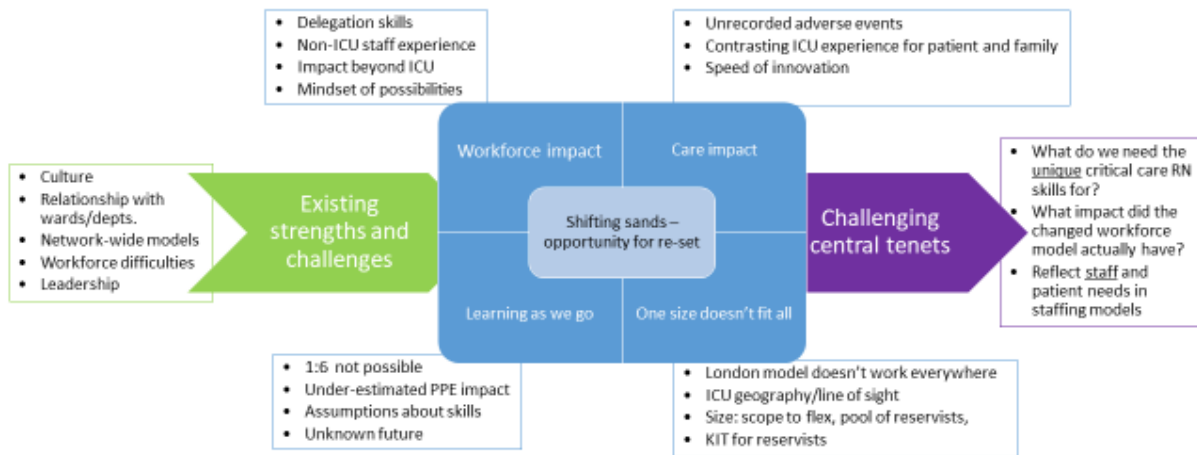 • Delegation skills
• Non-ICU staff experience
• Impact beyond ICU
• Mindset of possibilities
• Unrecorded adverse events
• Contrasting ICU experience for patient and family
• Speed of innovation
• Culture
• Relationship with
wards/depts.
• Network-wide models
• Workforce difficulties
• Leadership
Existing
strengths and
challenges
Workforce impact
Care impact
Shifting sands –
opportunity for re-set
Learning as we go
One size doesn't fit all
Challenging
central tenets
• What do we need the
unique critical care RN
skills for?
• What impact did the
changed workforce
model actually have?
• Reflect staff and
patient needs in
staffing models
• 1:6 not possible
• Under-estimated PPE impact
• Assumptions about skills
• Unknown future
• London model doesn't work everywhere
• ICU geography/line of sight
• Size: scope to flex, pool of reservists,
• KIT for reservists